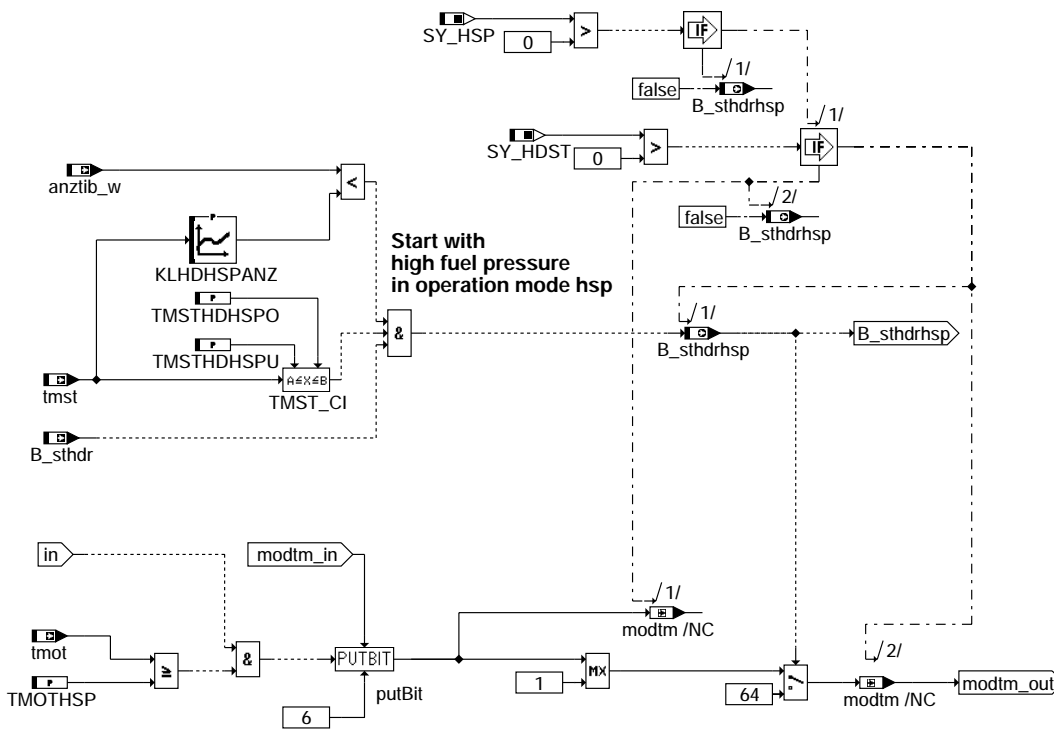 SY_HSP
0
>
IF
/1/
false
B_sthdrhsp
/1/
SY_HDST
0
>
IF
/2/
false
B_sthdrhsp
anztib_w
<
P
KLHDHSPANZ
Start with
high fuel pressure
in operation mode hsp
P
TMSTHDHSPO
P
TMSTHDHSPU
&
/1/
B_sthdrhsp
B_sthdrhsp
tmst
A≤X≤B
TMST_CI
B_sthdr
in
modtm_in
/1/
modtm /NC
tmot
P
TMOTHSP
≥
&
PUTBIT
putBit
6
1
MX
64
/2/
modtm /NC
modtm_out